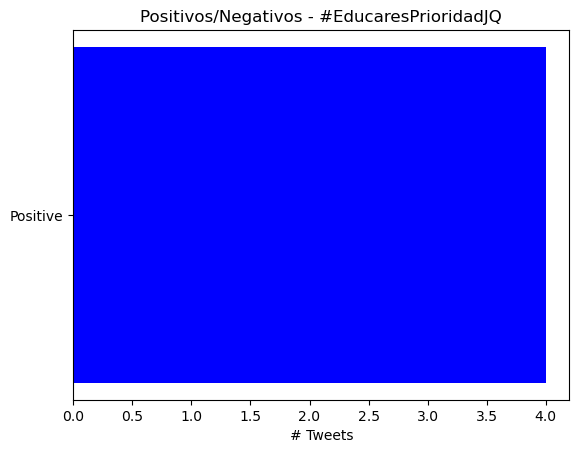 Positivos/Negativos - #EducaresPrioridadJQ
Positive
0.0 0.5 1.0 1.5 2.0 2.5 3.0 3.5 4.0
# Tweets